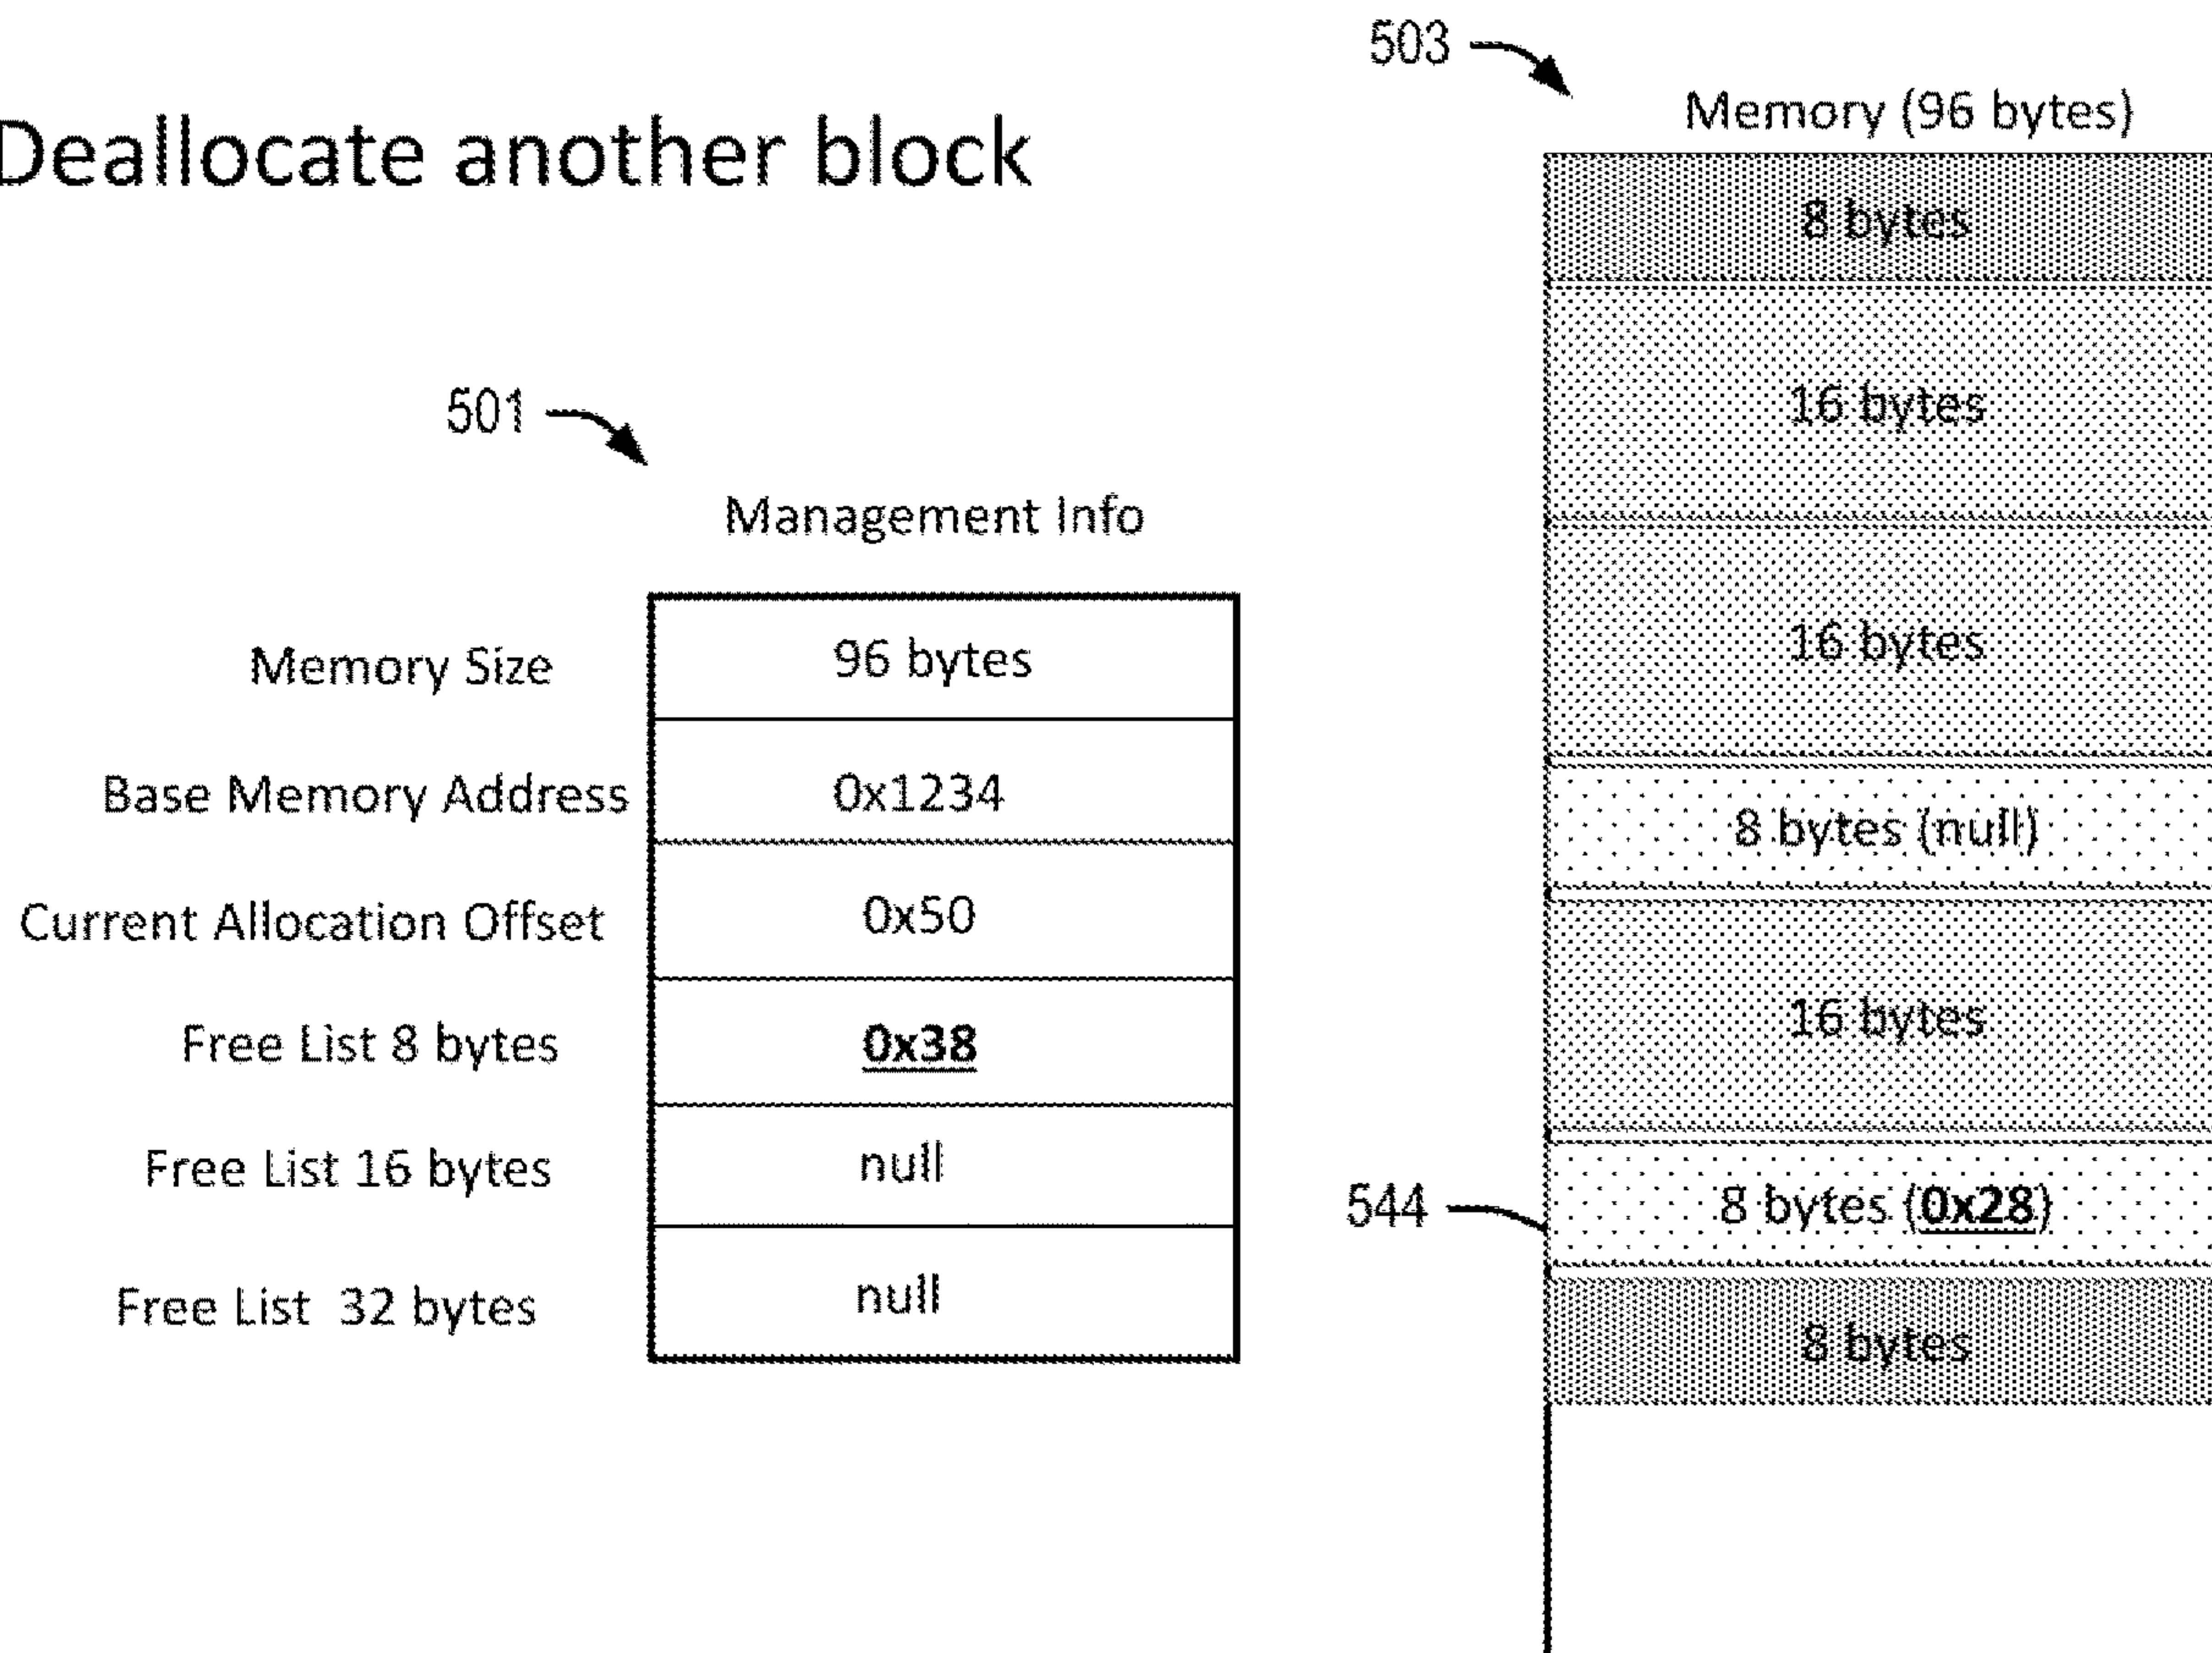 Deallocate another block
503
Memory (96 bytes)
8 bytes
16 bytes
16 bytes
8 bytes (null)
16 bytes
544
8 bytes (0x28)
8 bytes
501
Management Info
Memory Size 96 bytes
Base Memory Address 0x1234
Current Allocation Offset 0x50
Free List 8 bytes 0x38
Free List 16 bytes null
Free List 32 bytes null